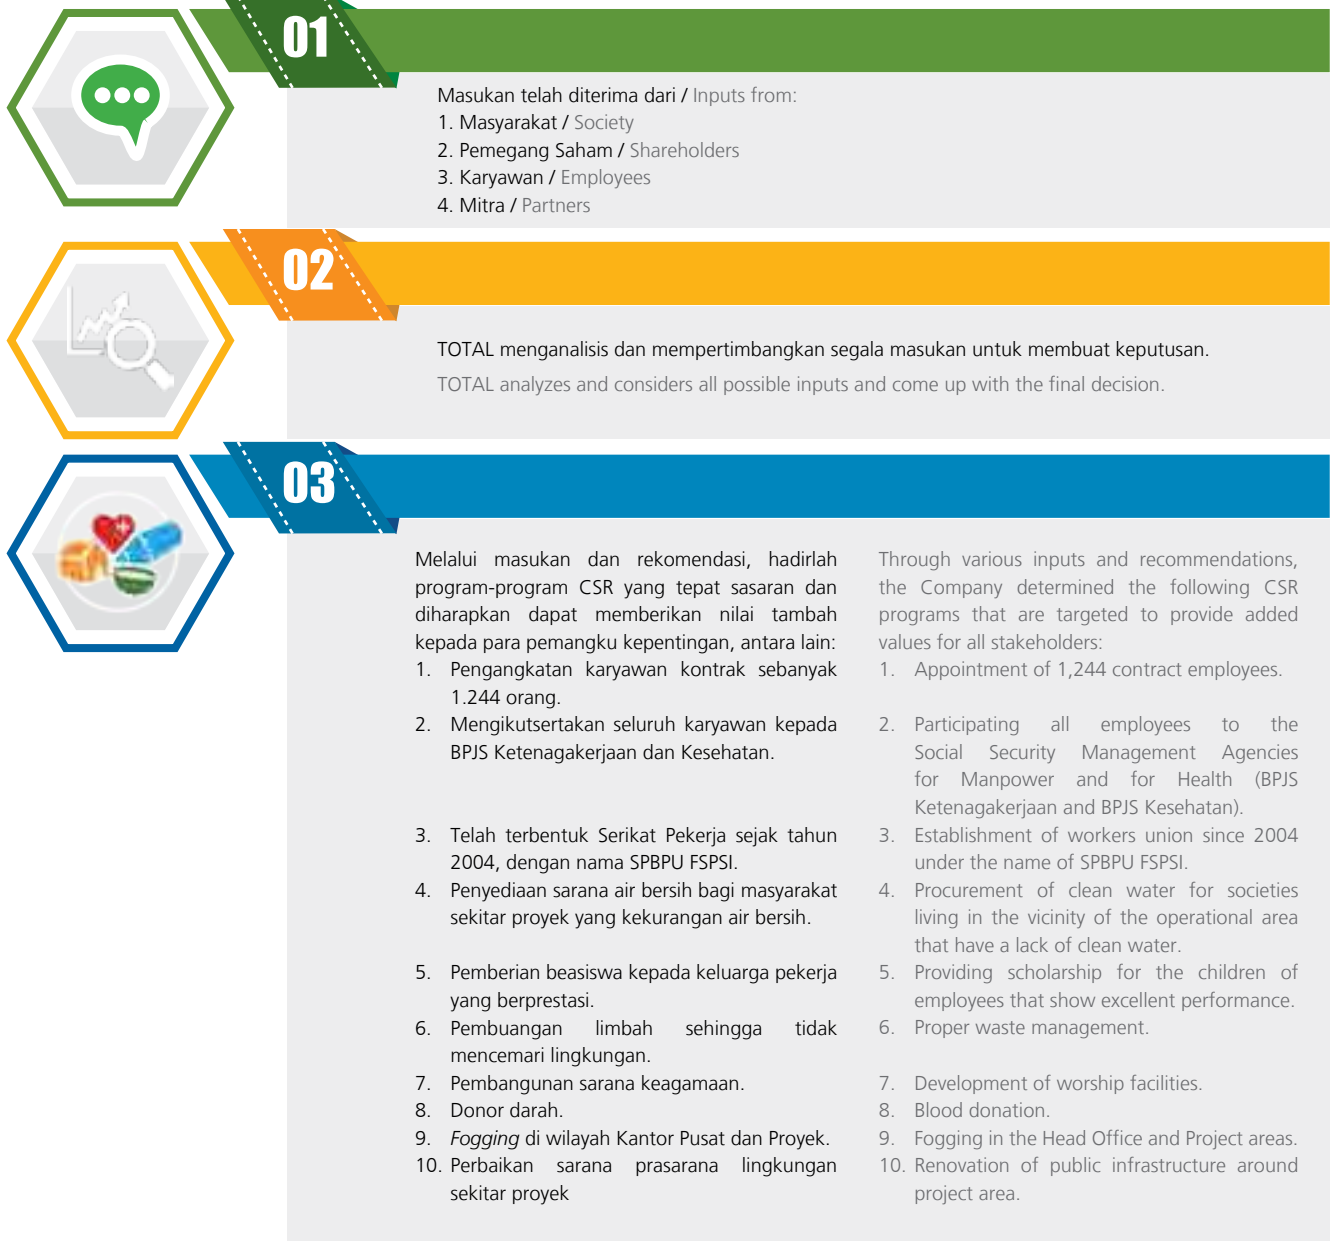 01
Masukan telah diterima dari / Inputs from:
1. Masyarakat / Society
2. Pemegang Saham / Shareholders
3. Karyawan / Employees
4. Mitra / Partners
02
TOTAL menganalisis dan mempertimbangkan segala masukan untuk membuat keputusan.
TOTAL analyzes and considers all possible inputs and come up with the final decision.
03
Melalui masukan dan rekomendasi, hadirlah
program-program CSR yang tepat sasaran dan
diharapkan dapat memberikan nilai tambah
kepada para pemangku kepentingan, antara lain:
1. Pengangkatan karyawan kontrak sebanyak
1.244 orang.
2. Mengikutsertakan seluruh karyawan kepada
BPJS Ketenagakerjaan dan Kesehatan.
3. Telah terbentuk Serikat Pekerja sejak tahun
2004, dengan nama SPBPU FSPSI.
4. Penyediaan sarana air bersih bagi masyarakat
sekitar proyek yang kekurangan air bersih.
5. Pemberian beasiswa kepada keluarga pekerja
yang berprestasi.
6. Pembuangan limbah sehingga tidak
mencemari lingkungan.
7. Pembangunan sarana keagamaan.
8. Donor darah.
9. Fogging di wilayah Kantor Pusat dan Proyek.
10. Perbaikan sarana prasarana lingkungan
sekitar proyek
Through various inputs and recommendations,
the Company determined the following CSR
programs that are targeted to provide added
values for all stakeholders:
1. Appointment of 1,244 contract employees.
2. Participating all employees to the
Social Security Management Agencies
for Manpower and for Health (BPJS
Ketenagakerjaan and BPJS Kesehatan).
3. Establishment of workers union since 2004
under the name of SPBPU FSPSI.
4. Procurement of clean water for societies
living in the vicinity of the operational area
that have a lack of clean water.
5. Providing scholarship for the children of
employees that show excellent performance.
6. Proper waste management.
7. Development of worship facilities.
8. Blood donation.
9. Fogging in the Head Office and Project areas.
10. Renovation of public infrastructure around
project area.